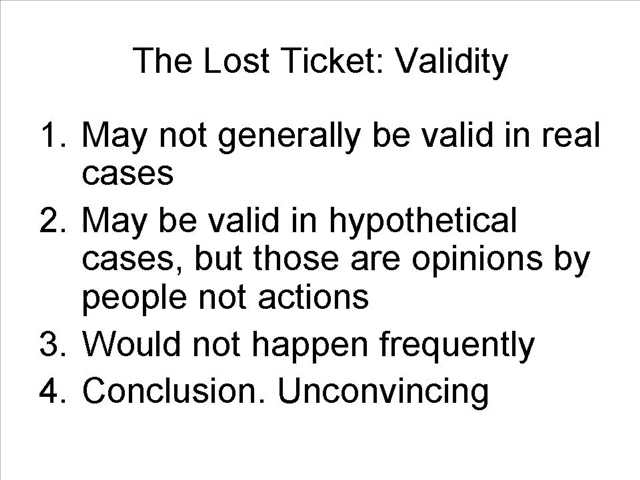 The Lost Ticket: Validity
1. May not generally be valid in real
cases
2. May be valid in hypothetical
cases, but those are opinions by
people not actions
3. Would not happen frequently
4. Conclusion. Unconvincing